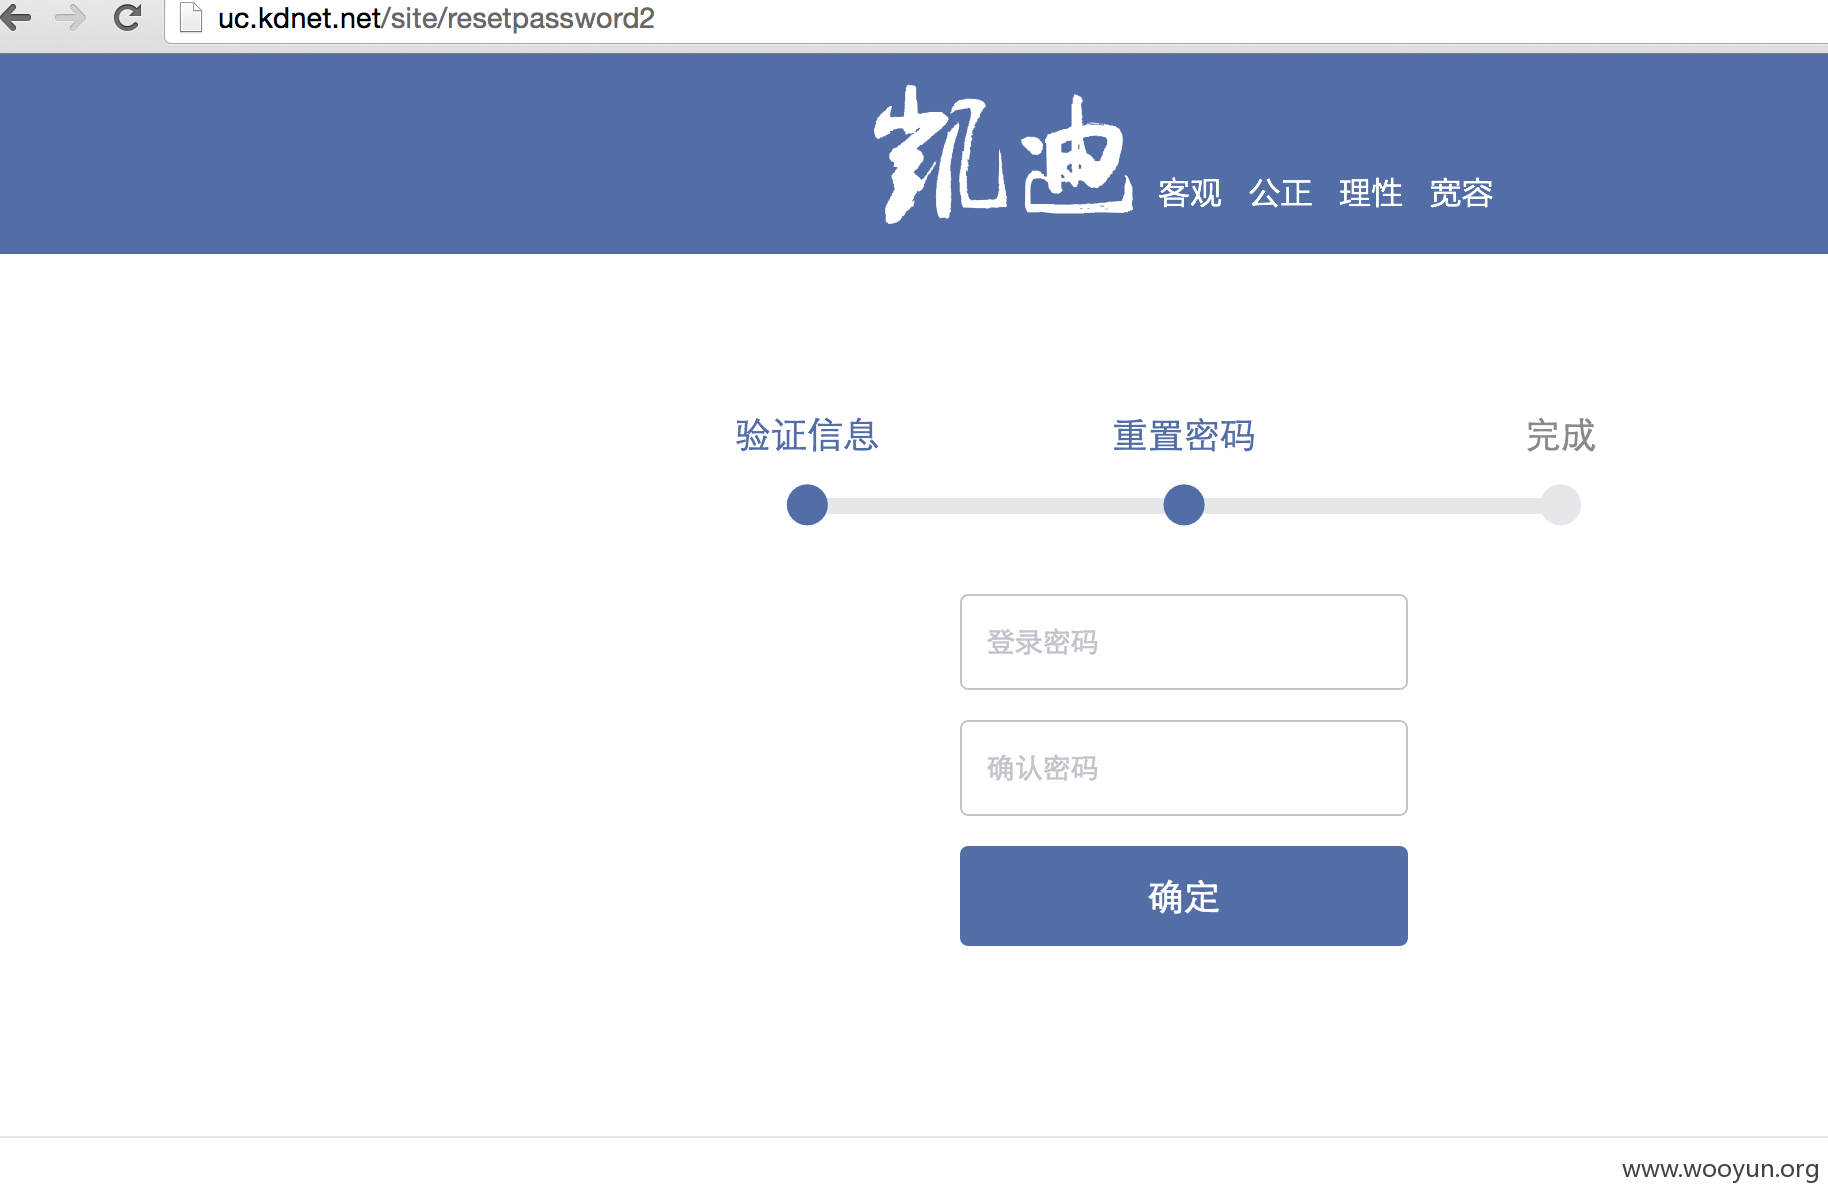 uc.kdnet.net/site/resetpassword2
凯迪 客观 公正 理性 宽容
验证信息 重置密码 完成
登录密码
确认密码
确定
www.wooyun.org